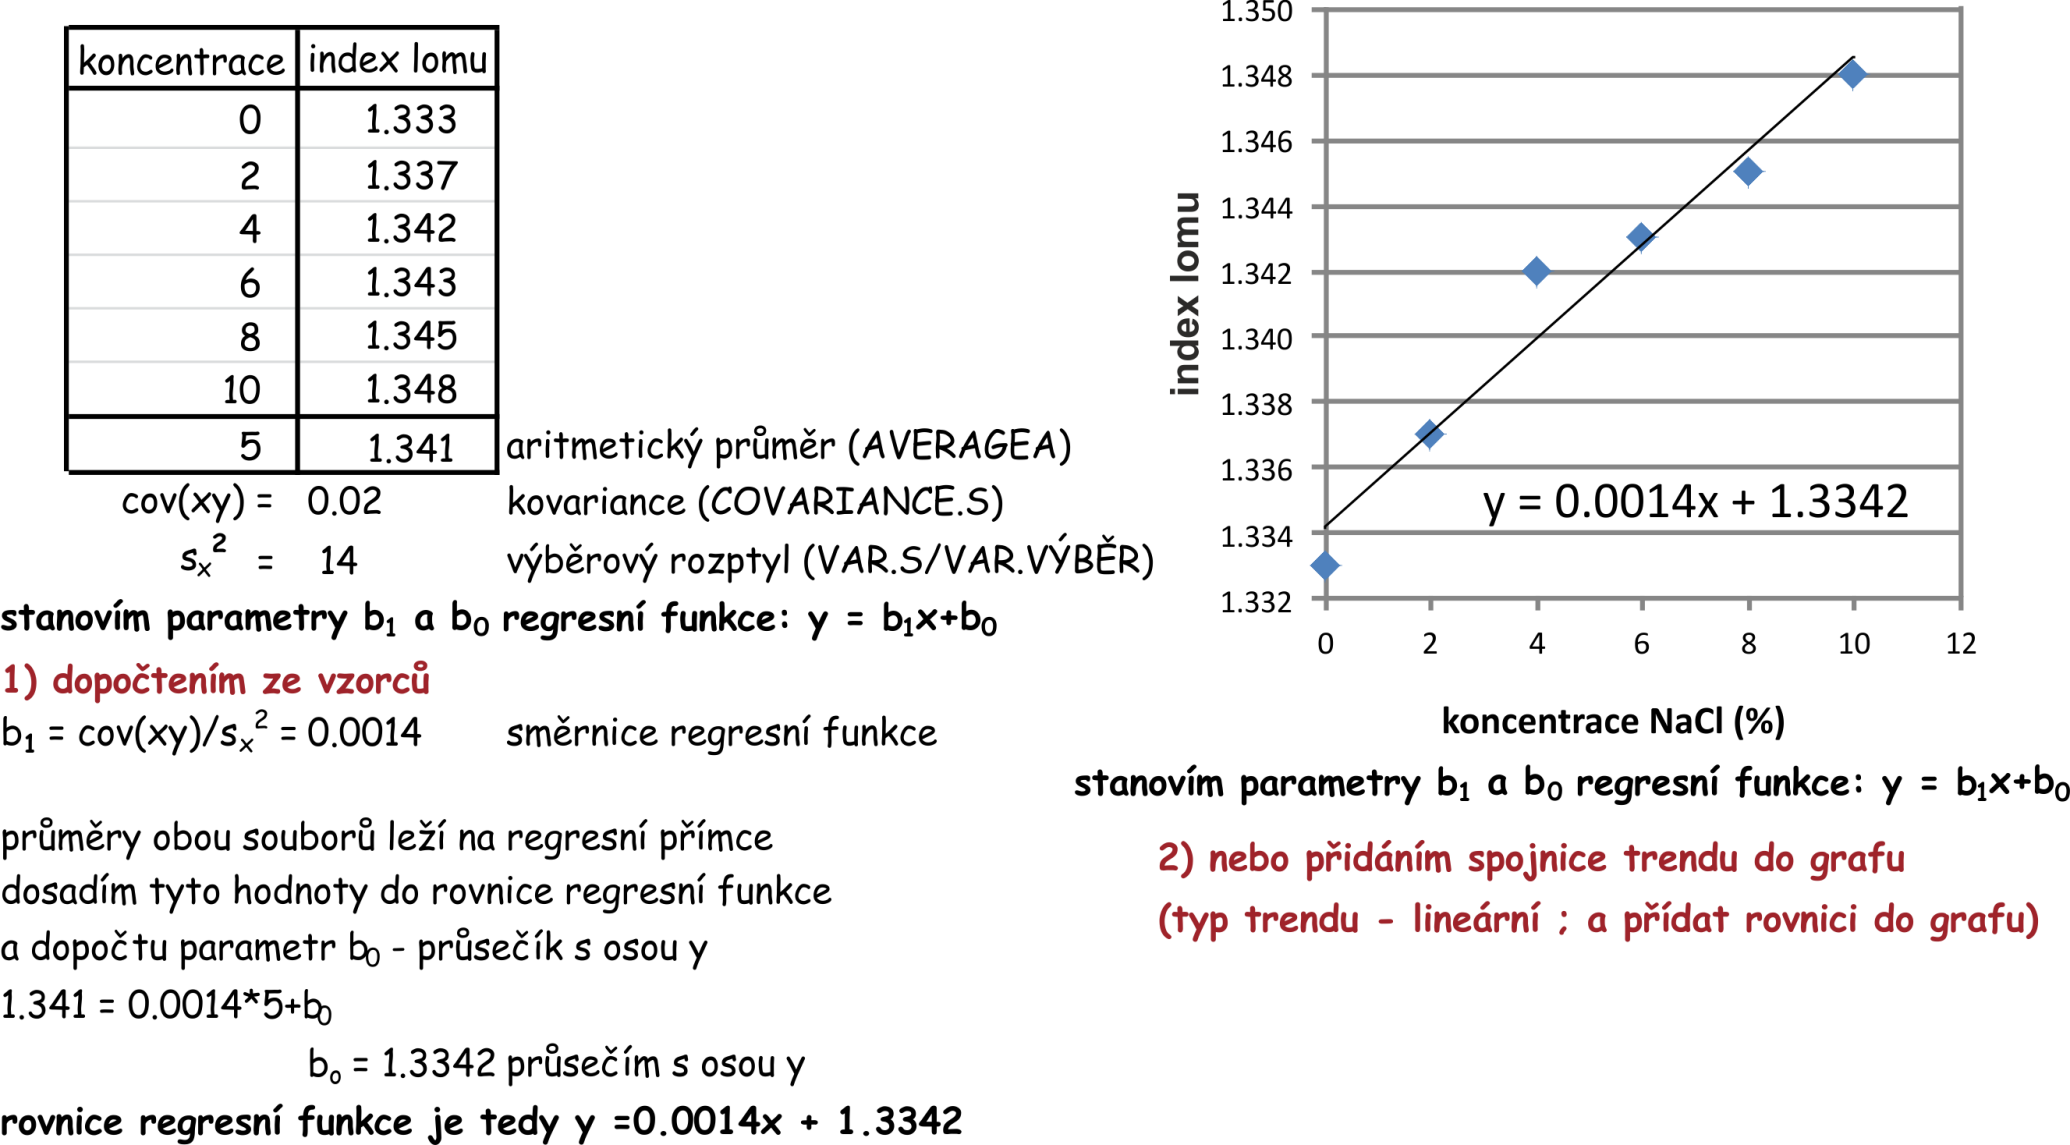 koncentrace index lomu
0 1.333
2 1.337
4 1.342
6 1.343
8 1.345
10 1.348
5 1.341 aritmetický průměr (AVERAGEA)
cov(xy) = 0.02 kovariance (COVARIANCE.S)
sx² = 14 výběrový rozptyl (VAR.S/VAR.VÝBĚR)
stanovím parametry b₁ a b₀ regresní funkce: y = b₁x+b₀
1) dopočtením ze vzorců
b₁ = cov(xy)/sx² = 0.0014 směrnice regresní funkce
průměry obou souborů leží na regresní přímce
dosadím tyto hodnoty do rovnice regresní funkce
a dopočtu parametr b₀ - průsečík s osou y
1.341 = 0.0014*5+b₀
bₒ = 1.3342 průsečím s osou y
rovnice regresní funkce je tedy y =0.0014x + 1.3342
1.350
1.348
1.346
1.344
1.342
1.340
1.338
1.336
1.334
1.332
index lomu
y = 0.0014x + 1.3342
0 2 4 6 8 10 12
koncentrace NaCl (%)
stanovím parametry b₁ a b₀ regresní funkce: y = b₁x+b₀
2) nebo přidáním spojnice trendu do grafu
(typ trendu - lineární ; a přídat rovnici do grafu)